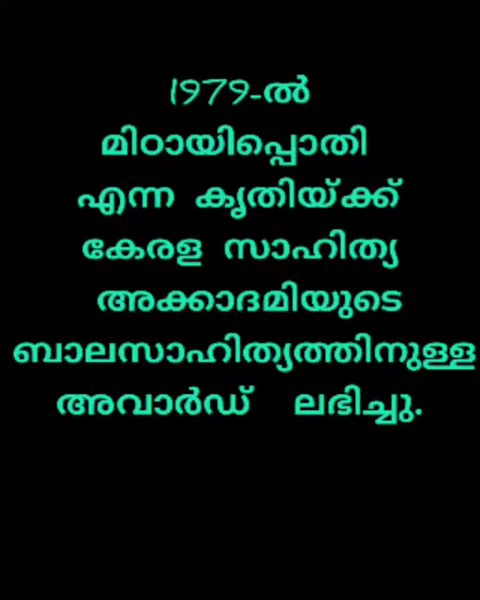 1979-ൽ
മിഠായിപ്പൊതി
എന്ന കൃതിയ്ക്ക്
കേരള സാഹിത്യ
അക്കാദമിയുടെ
ബാലസാഹിത്യത്തിനുള്ള
അവാർഡ് ലഭിച്ചു.